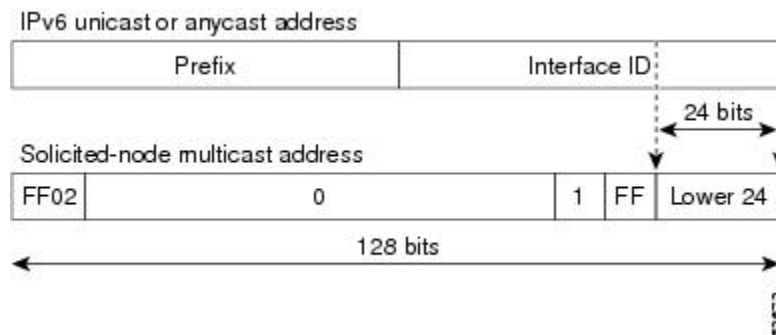 IPv6 unicast or anycast address
Prefix Interface ID
24 bits
Solicited-node multicast address
FF02 0 1 FF Lower 24
128 bits